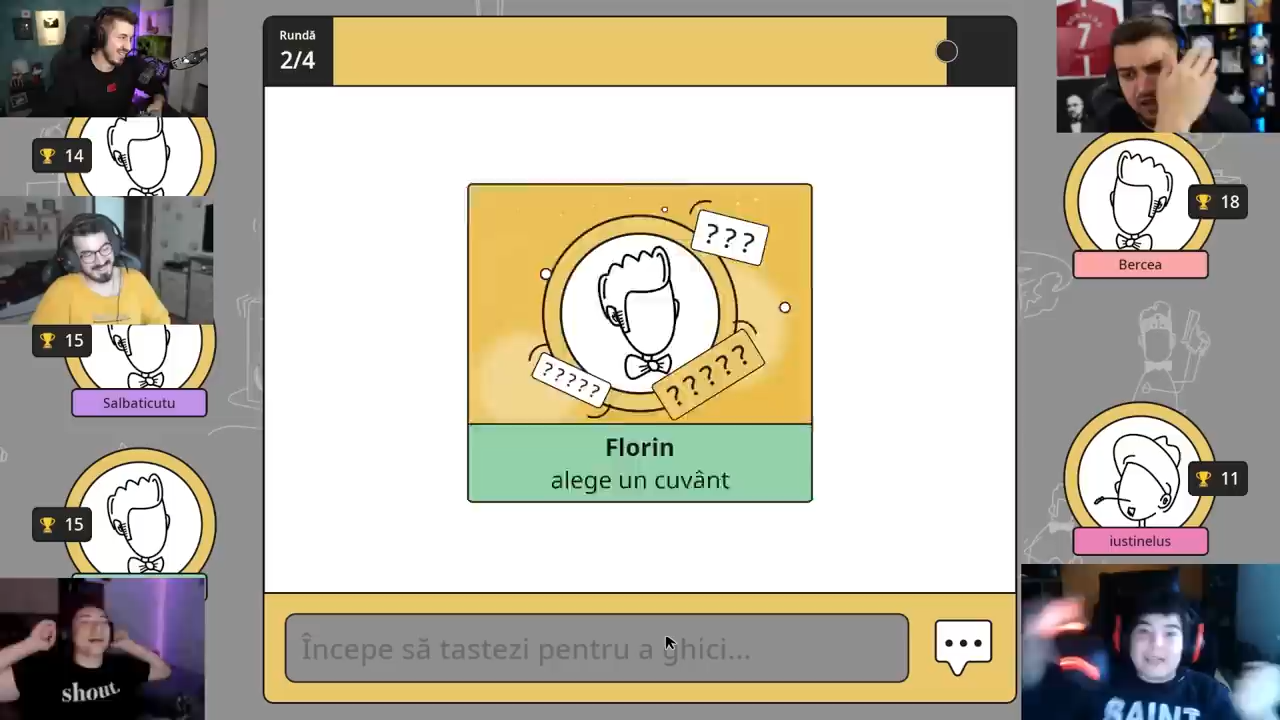 Rundă
2/4
14
15
Salbaticutu
15
shout.
???
?????
?????
Florin
alege un cuvânt
Începe să tastezi pentru a ghici...
7
18
Bercea
11
iustinelus
SAINT